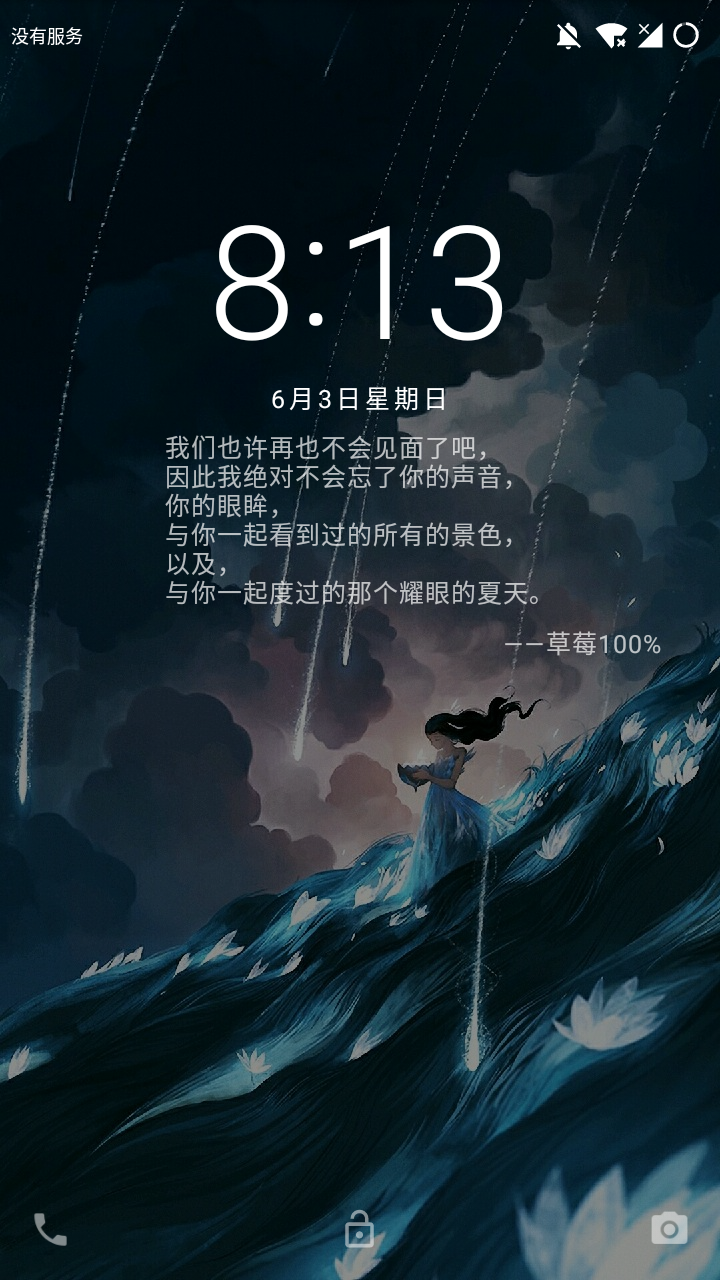 没有服务
8:13
6月3日星期日
我们也许再也不会见面了吧，
因此我绝对不会忘了你的声音，
你的眼眸，
与你一起看到过的所有的景色，
以及，
与你一起度过的那个耀眼的夏天。
——草莓100%